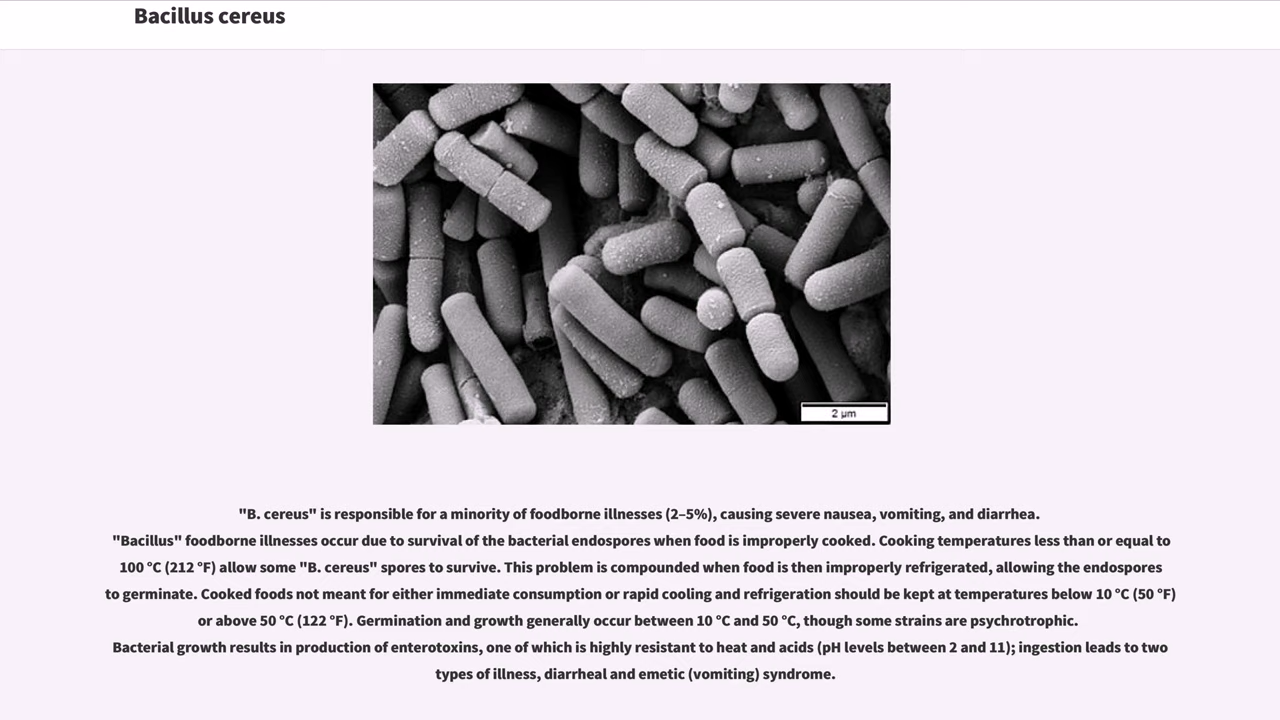 Bacillus cereus
2 µm
"B. cereus" is responsible for a minority of foodborne illnesses (2–5%), causing severe nausea, vomiting, and diarrhea.
"Bacillus" foodborne illnesses occur due to survival of the bacterial endospores when food is improperly cooked. Cooking temperatures less than or equal to
100 °C (212 °F) allow some "B. cereus" spores to survive. This problem is compounded when food is then improperly refrigerated, allowing the endospores
to germinate. Cooked foods not meant for either immediate consumption or rapid cooling and refrigeration should be kept at temperatures below 10 °C (50 °F)
or above 50 °C (122 °F). Germination and growth generally occur between 10 °C and 50 °C, though some strains are psychrotrophic.
Bacterial growth results in production of enterotoxins, one of which is highly resistant to heat and acids (pH levels between 2 and 11); ingestion leads to two
types of illness, diarrheal and emetic (vomiting) syndrome.